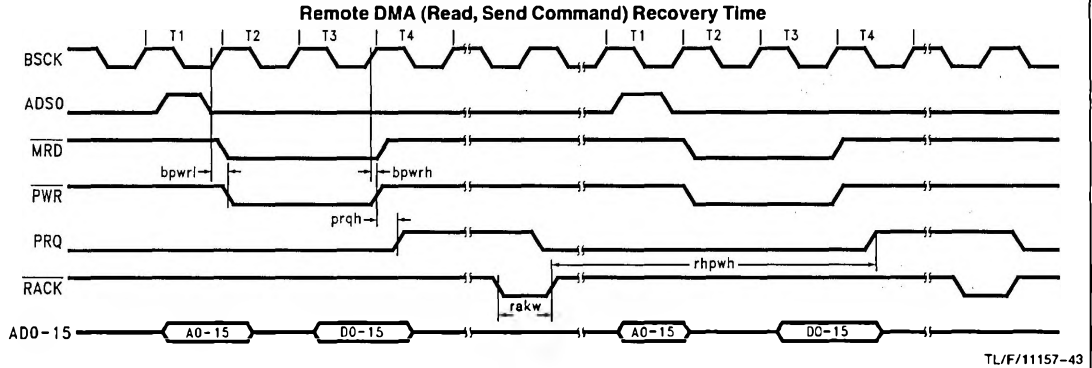 Remote DMA (Read, Send Command) Recovery Time
T1 T2 T3 T4 T1 T2 T3 T4
BSCK
ADS0
MRD
bpwrl bpwrh
PWR
prqh
PRQ
rhpwh
RACK
rakw
AD0-15 A0-15 D0-15 A0-15 D0-15
TL/F/11157-43